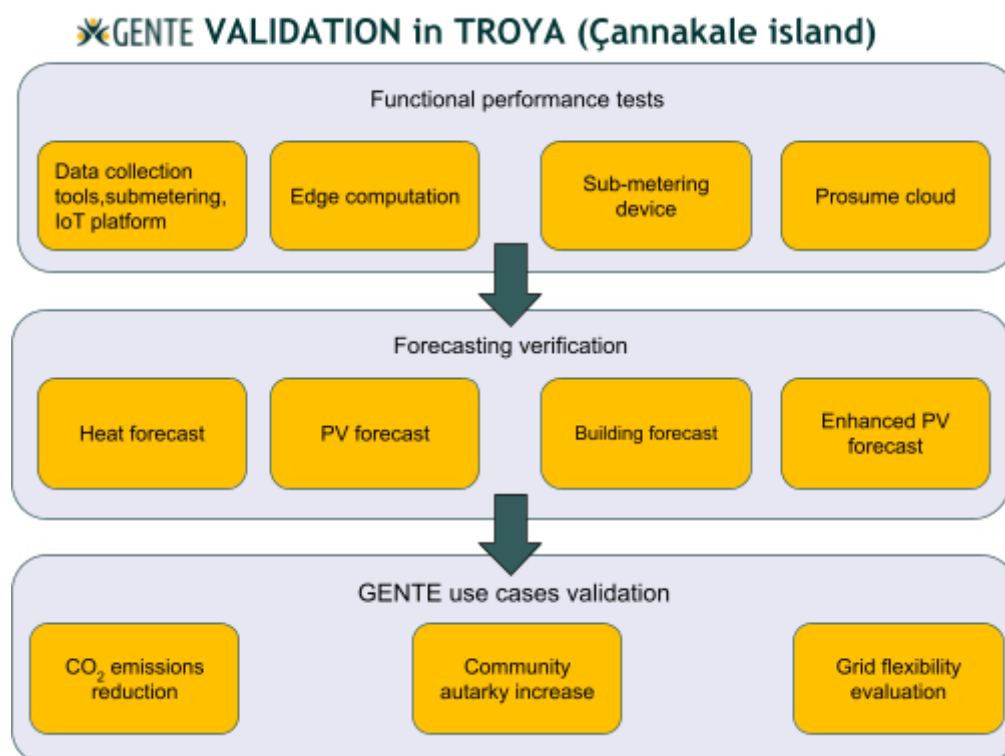 GENTE VALIDATION in TROYA (Çannakale island)
Functional performance tests
Data collection
tools,submetering,
IoT platform
Edge computation
Sub-metering
device
Prosume cloud
Forecasting verification
Heat forecast
PV forecast
Building forecast
Enhanced PV
forecast
GENTE use cases validation
CO₂ emissions
reduction
Community
autarky increase
Grid flexibility
evaluation